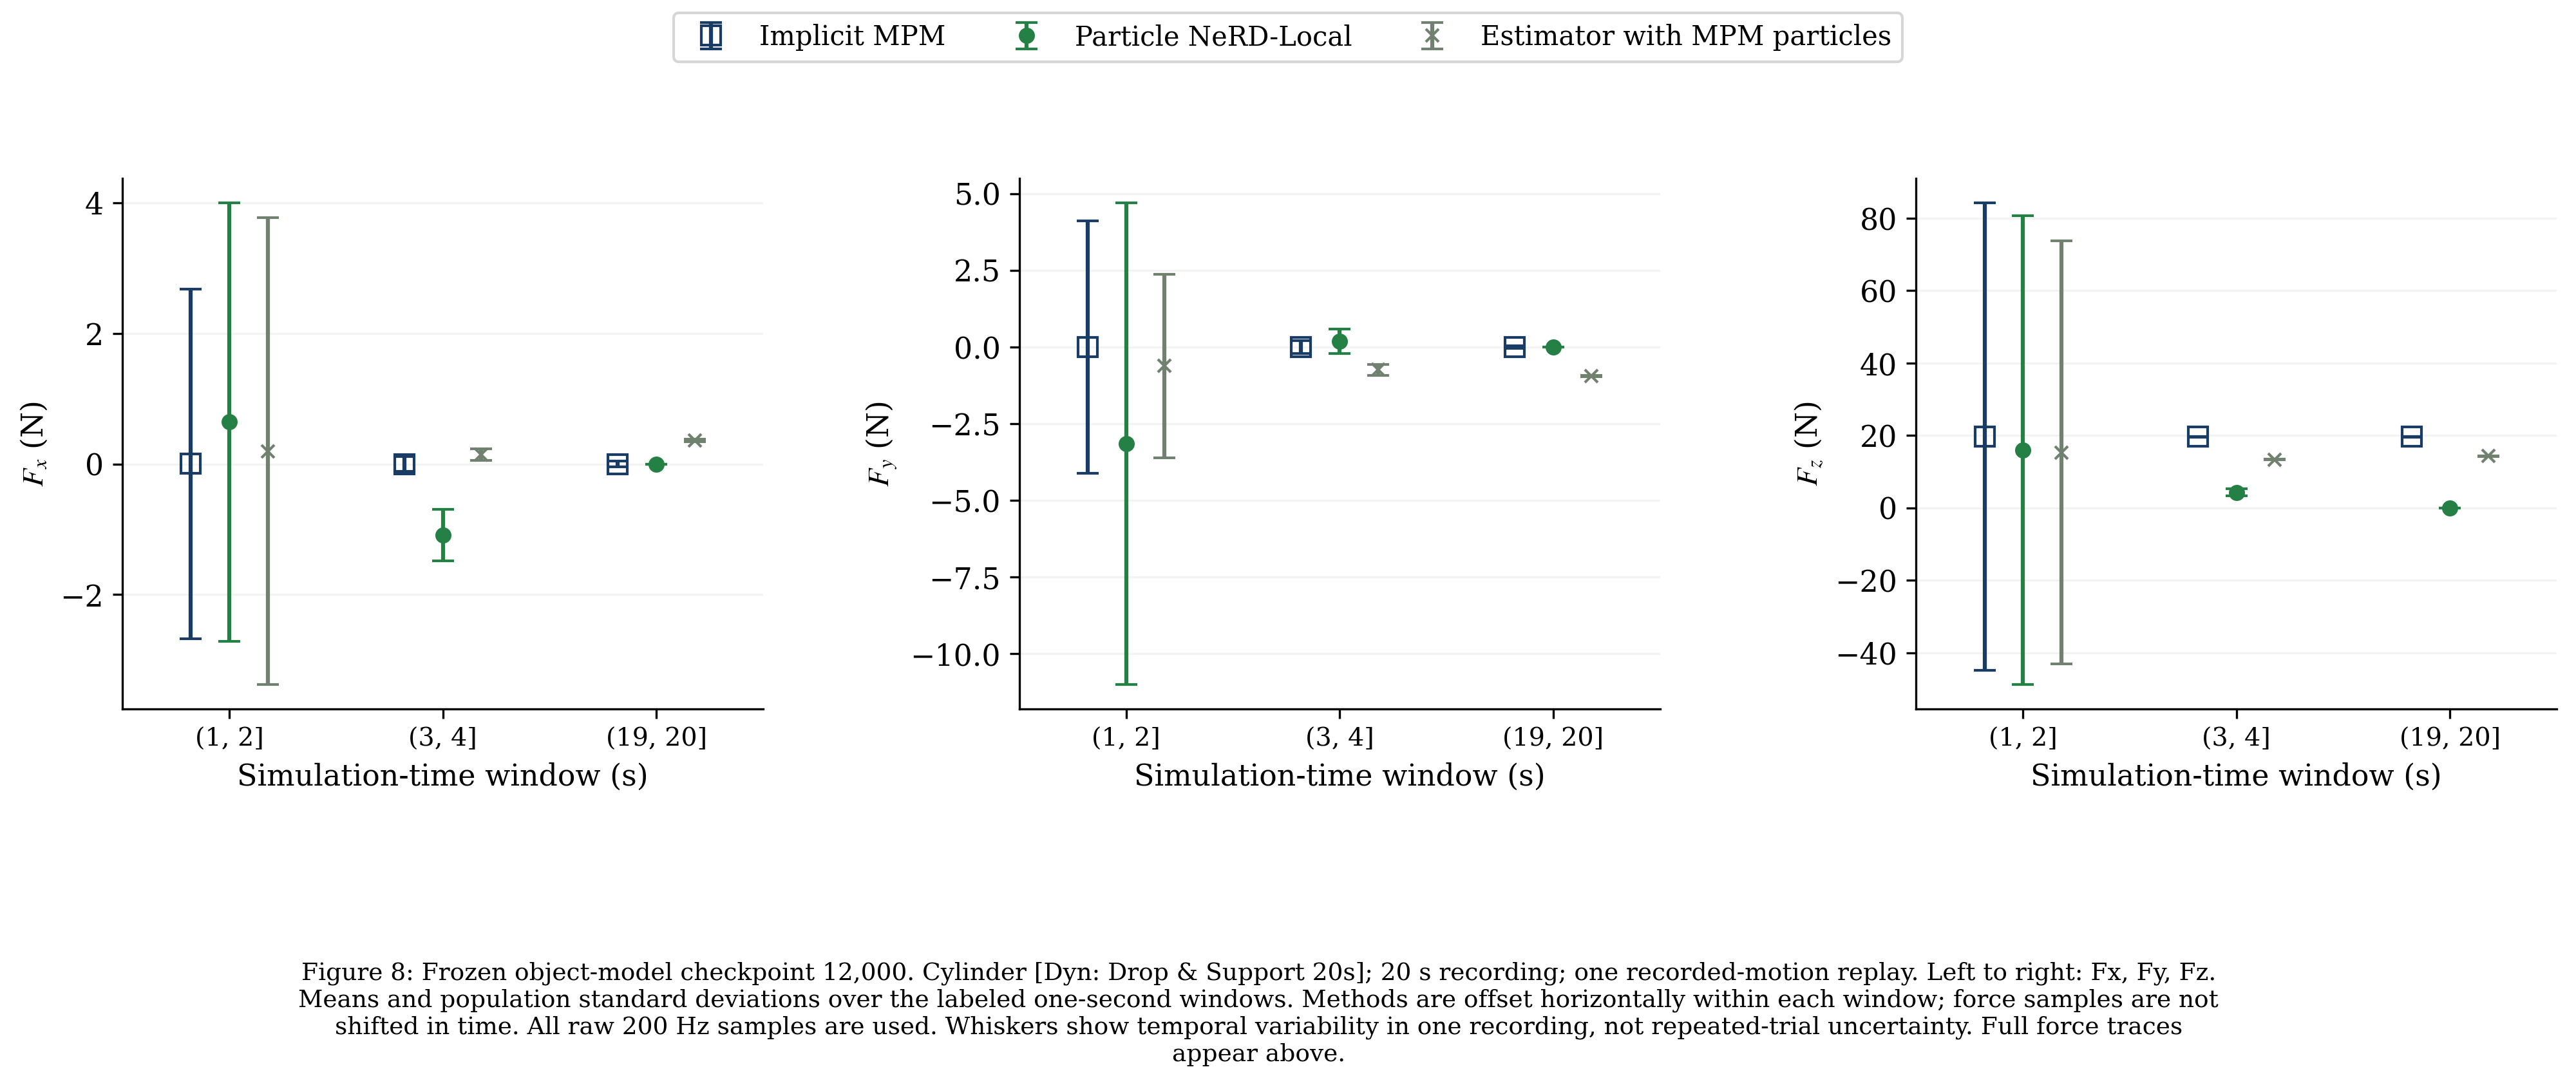 Implicit MPM
Particle NeRD-Local
Estimator with MPM particles
4
2
0
−2
F_x (N)
(1, 2]
(3, 4]
(19, 20]
Simulation-time window (s)
5.0
2.5
0.0
−2.5
−5.0
−7.5
−10.0
F_y (N)
(1, 2]
(3, 4]
(19, 20]
Simulation-time window (s)
80
60
40
20
0
−20
−40
F_z (N)
(1, 2]
(3, 4]
(19, 20]
Simulation-time window (s)
Figure 8: Frozen object-model checkpoint 12,000. Cylinder [Dyn: Drop & Support 20s]; 20 s recording; one recorded-motion replay. Left to right: Fx, Fy, Fz.
Means and population standard deviations over the labeled one-second windows. Methods are offset horizontally within each window; force samples are not
shifted in time. All raw 200 Hz samples are used. Whiskers show temporal variability in one recording, not repeated-trial uncertainty. Full force traces
appear above.